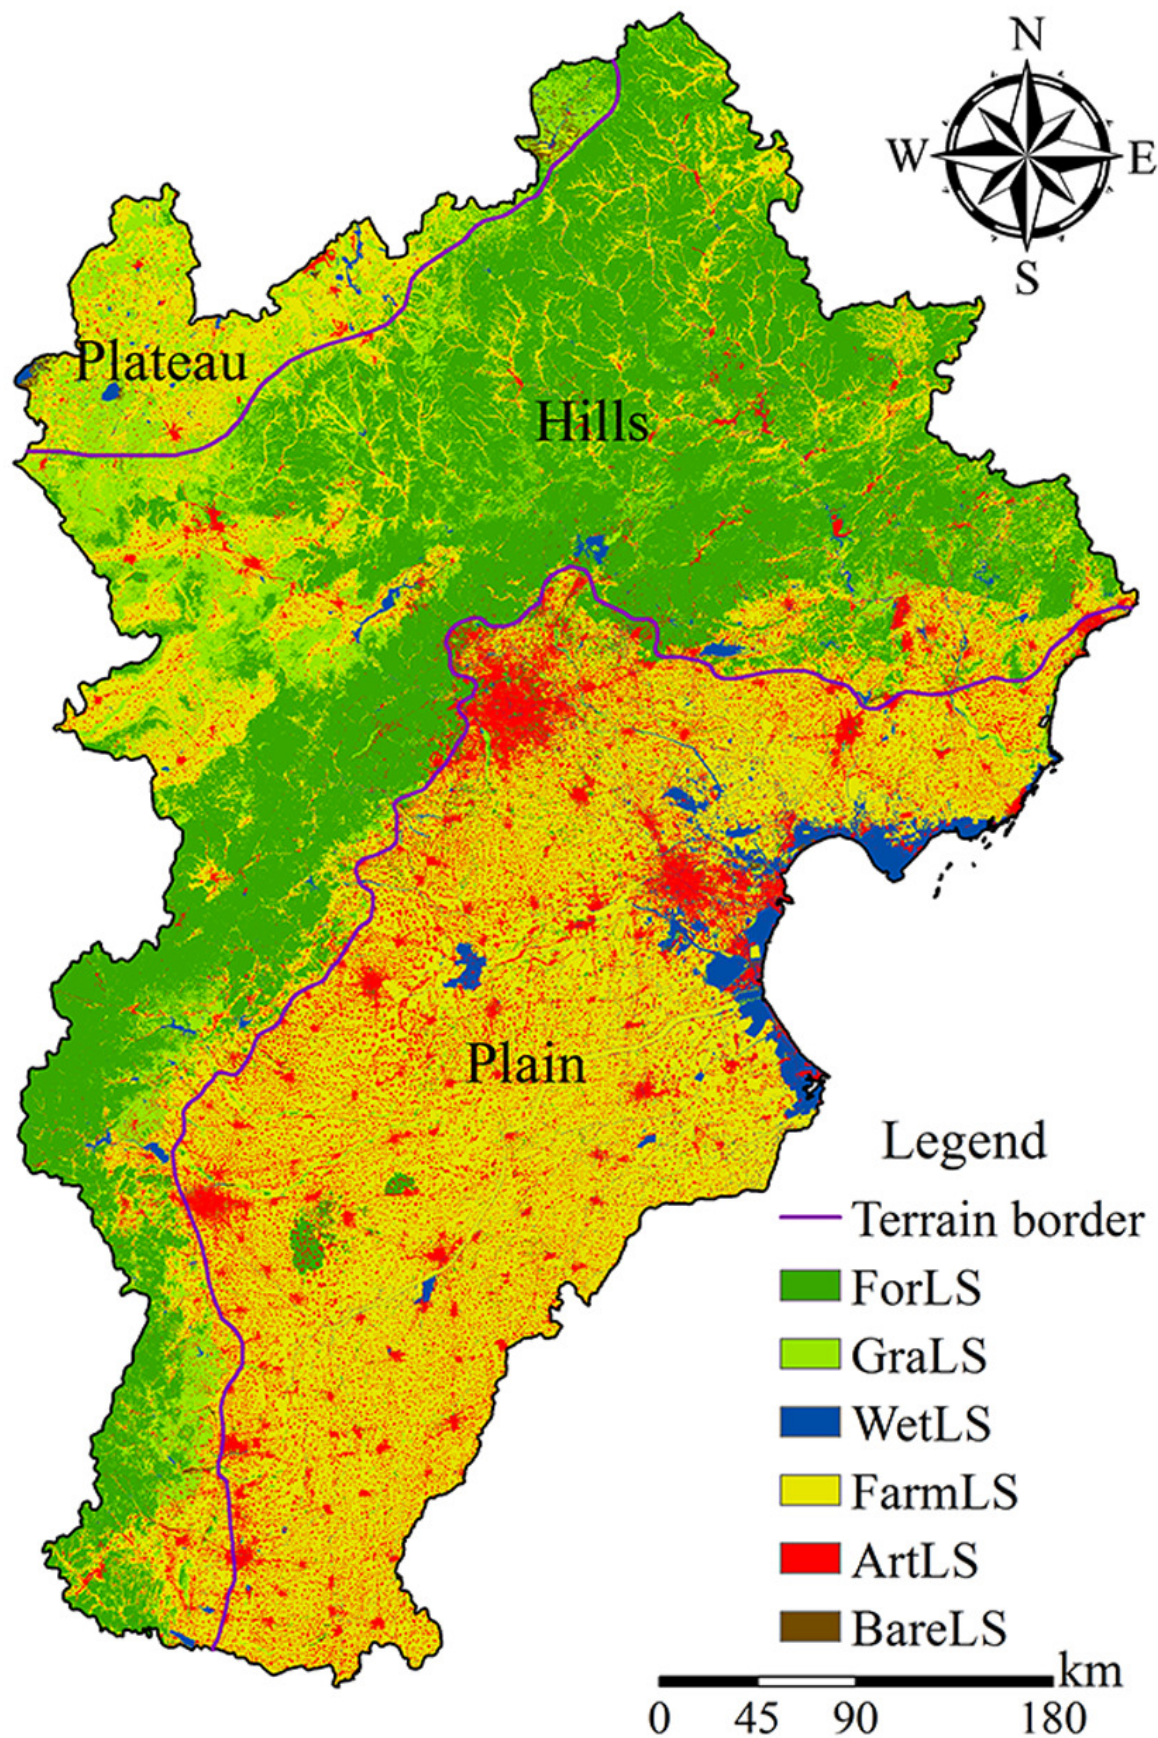 N
W E
S
Plateau
Hills
Plain
Legend
Terrain border
ForLS
GraLS
WetLS
FarmLS
ArtLS
BareLS
km
0 45 90 180